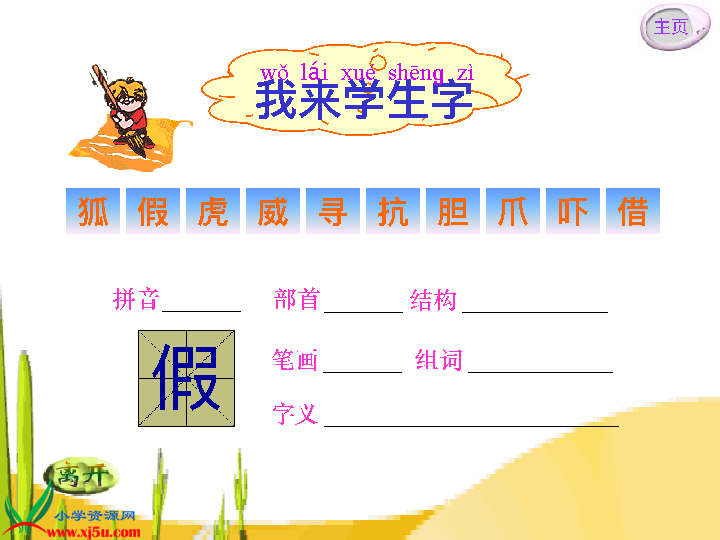 主页
wǒ lái xué shēng zì
我来学生字
狐 假 虎 威 寻 抗 胆 爪 吓 借
拼音 部首 结构
假
笔画 组词
字义
离开
小学资源网
www.xj5u.com